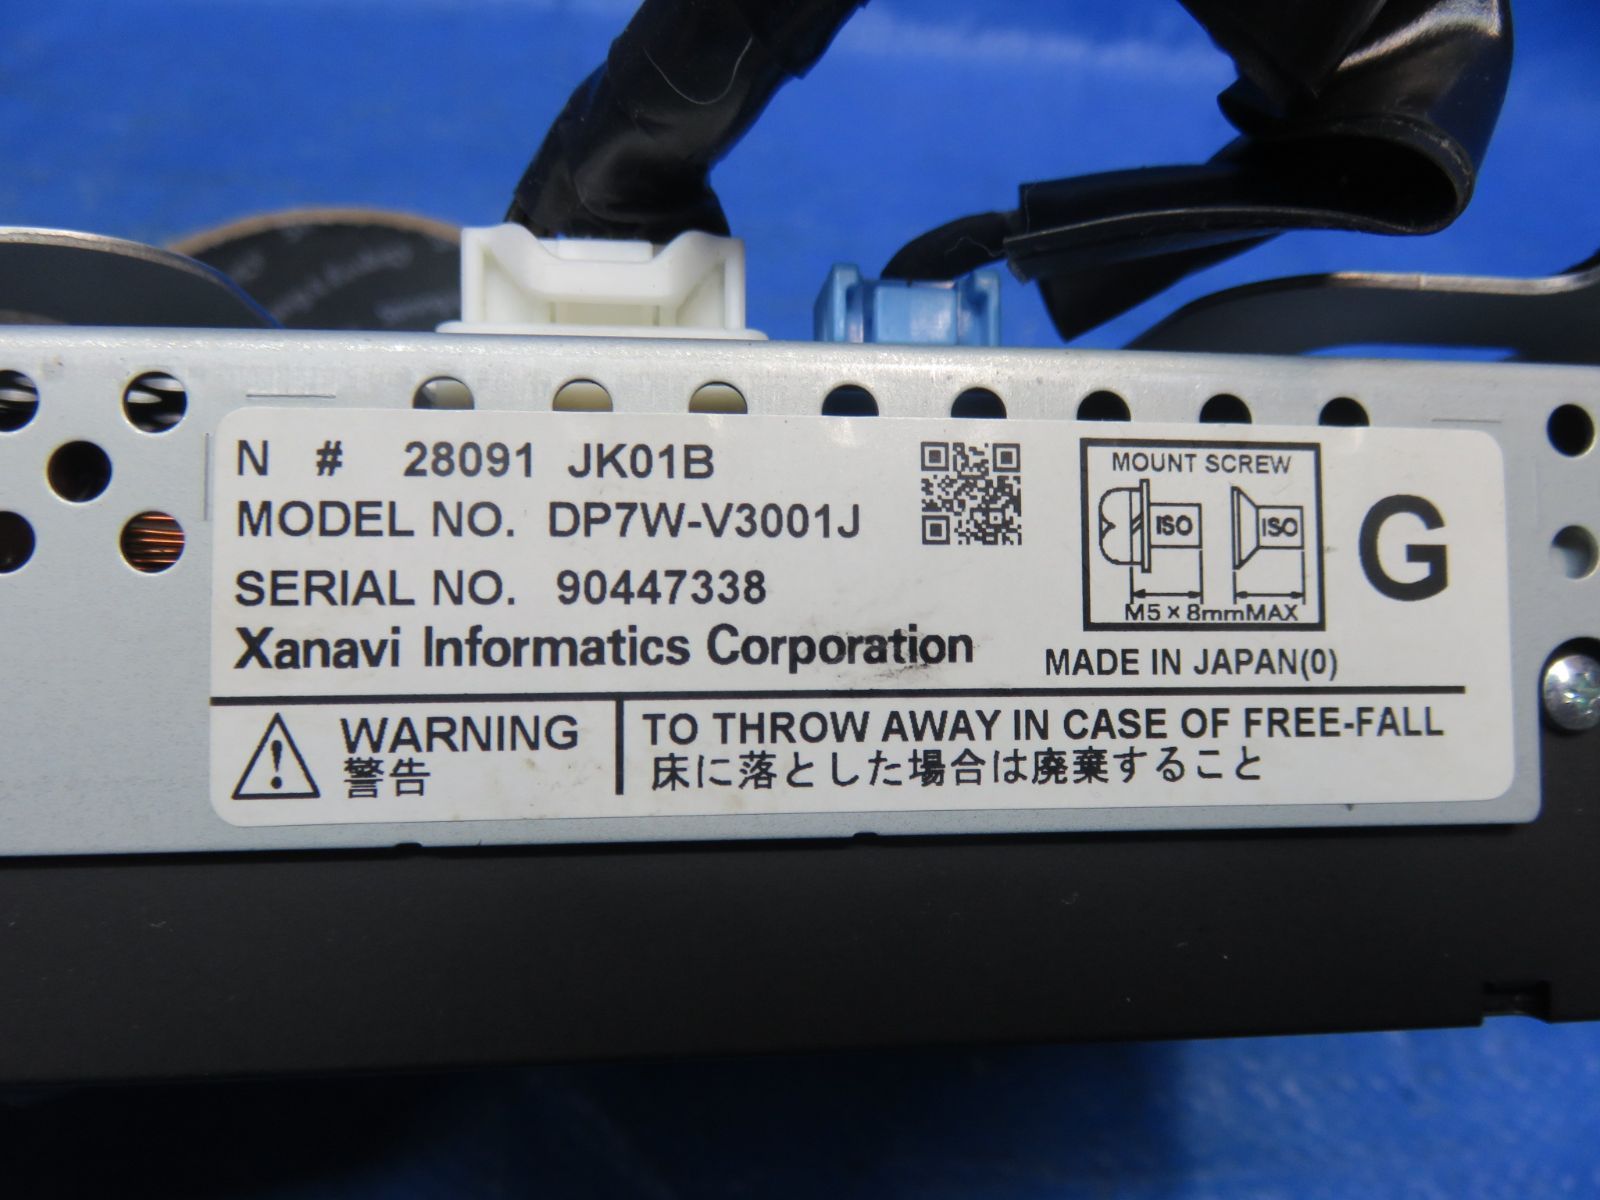 N # 28091 JK01B
MODEL NO. DP7W-V3001J
SERIAL NO. 90447338
Xanavi Informatics Corporation
MOUNT SCREW
ISO ISO
M5×8mmMAX
G
MADE IN JAPAN(0)
WARNING
警告
TO THROW AWAY IN CASE OF FREE-FALL
床に落とした場合は廃棄すること